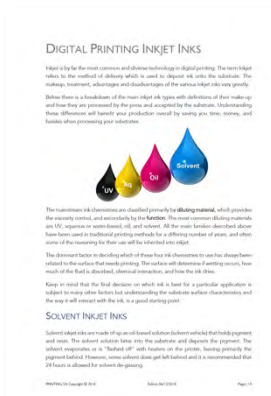 DIGITAL PRINTING INKJET INKS
Inkjet is by far the most common and diverse technology in digital printing. The term Inkjet
refers to the method of delivery which is used to deposit ink onto the substrate. The
makeup, treatment, advantages and disadvantages of the various inkjet inks vary greatly.
Below there is a breakdown of the main inkjet ink types with definitions of their make-up
and how they are processed by the press and accepted by the substrate. Understanding
these differences will benefit your production overall by saving you time, money, and
hassles when processing your substrates
UV
Aq
Oil
Solvent
The mainstream ink chemistries are classified primarily by diluting material, which provides
the viscosity control, and secondarily by the function. The most common diluting materials
are UV, aqueous or water-based, oil, and solvent. All the main families described above
have been used in traditional printing methods for a differing number of years, and often
some of the reasoning for their use will be inherited into inkjet.
The dominant factor in deciding which of these four ink chemistries to use has always been
related to the surface that needs printing. The surface will determine if wetting occurs, how
much of the fluid is absorbed, chemical interaction, and how the ink dries.
Keep in mind that the final decision on which ink is best for a particular application is
subject to many other factors but understanding the substrate surface characteristics and
the way it will interact with the ink, is a good starting point.
SOLVENT INKJET INKS
Solvent inkjet inks are made of up an oil-based solution (solvent vehicle) that holds pigment
and resin. The solvent solution bites into the substrate and deposits the pigment. The
solvent evaporates or is "flashed off" with heaters on the printer, leaving primarily the
pigment behind. However, some solvent does get left behind and it is recommended that
24 hours is allowed for solvent de-gassing.
Copyright